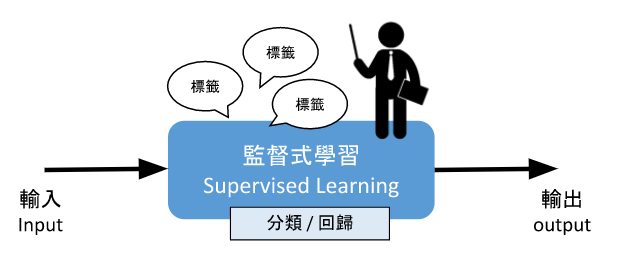 標籤
標籤
標籤
監督式學習
Supervised Learning
分類 / 回歸
輸入
Input
輸出
output